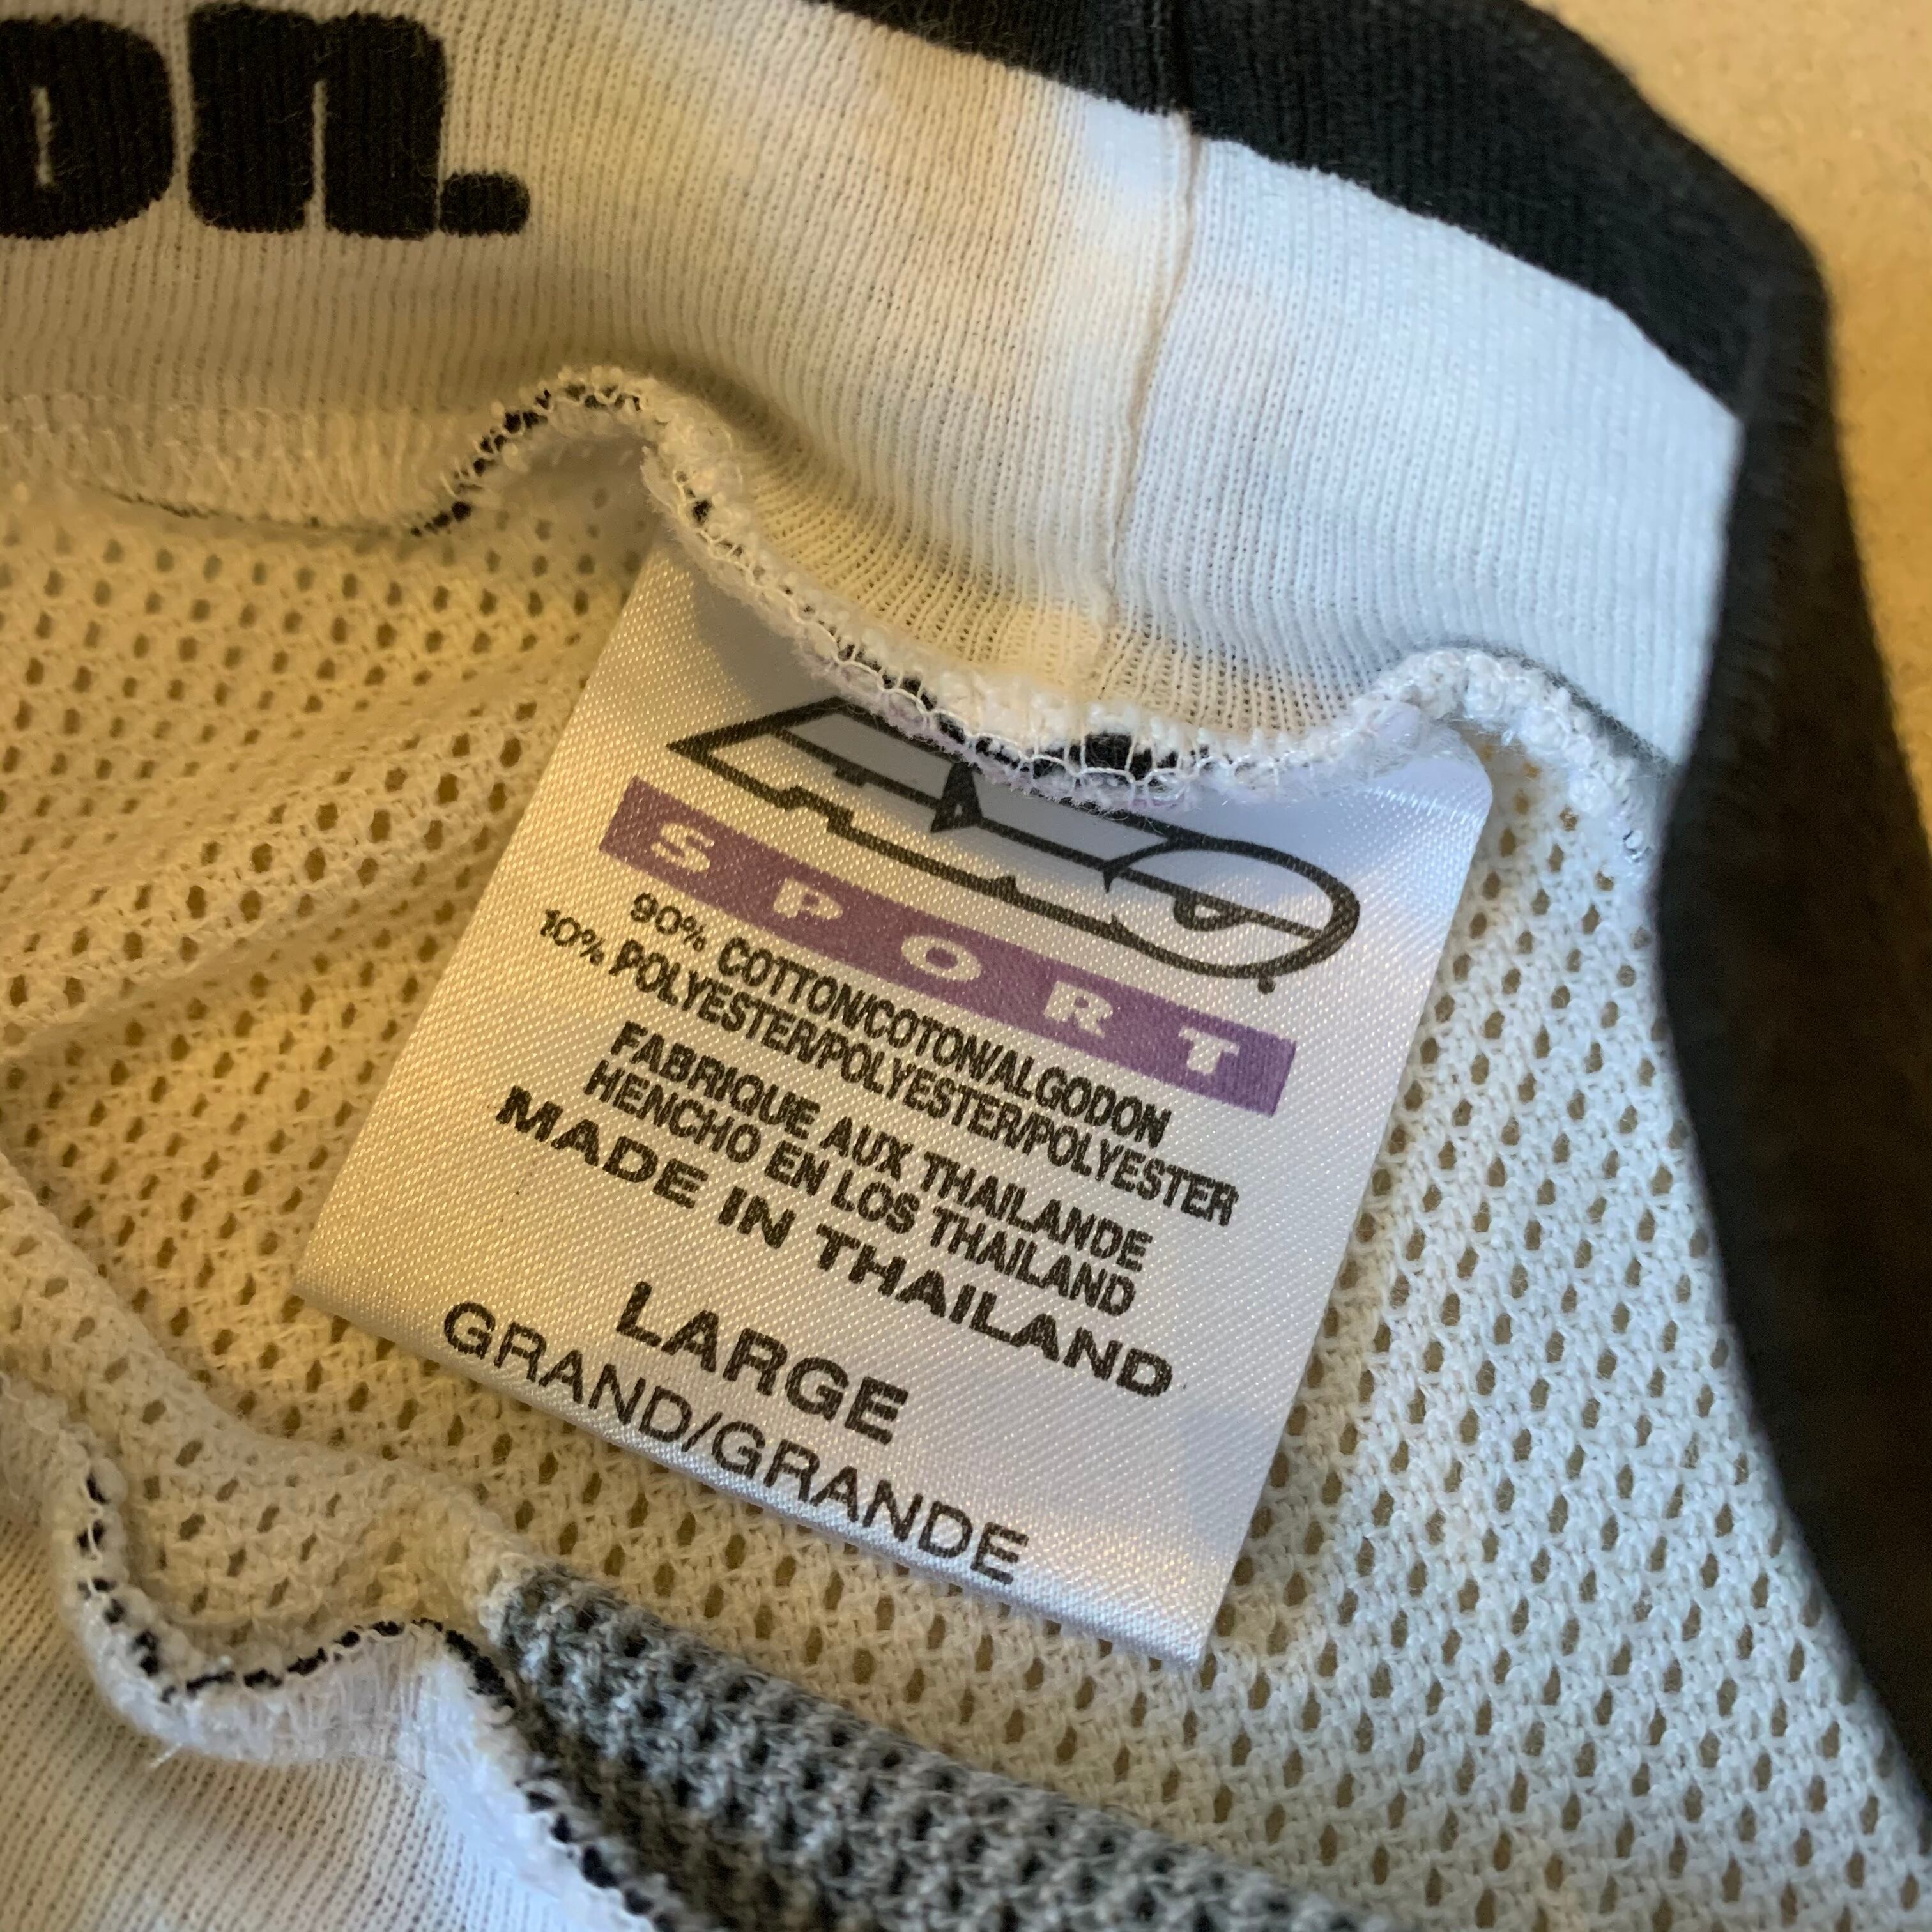 on.
SPORT
90% COTTON/COTON/ALGODON
10% POLYESTER/POLYESTER/POLYESTER
FABRIQUE AUX THAILANDE
HENCHO EN LOS THAILAND
MADE IN THAILAND
LARGE
GRAND/GRANDE